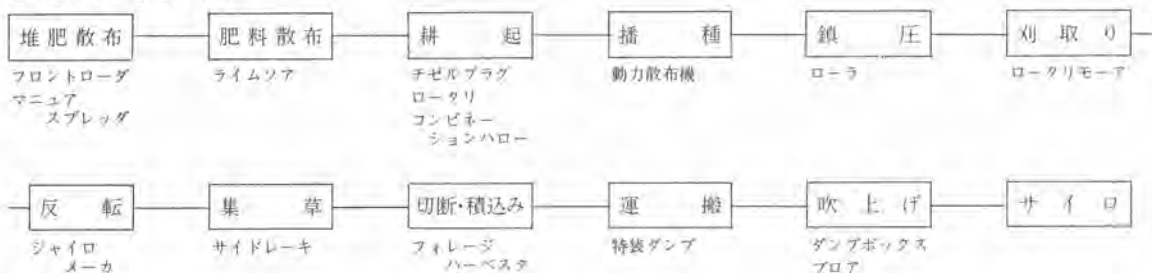 堆肥散布 肥料散布 耕起 播種 鎮圧 刈取り
フロントローダ ライムソア チゼルプラグ 動力散布機 ローラ ロータリモーア
マニュア ロータリ
スプレッダ コンビネー
ションハロー
反転 集草 切断・積込み 運搬 吹上げ サイロ
ジャイロ サイドレーキ フォレージ 特装ダンプ ダンプボックス
メーカ ハーベスタ ブロア